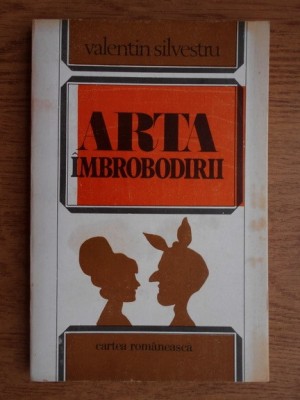 valentin silvestru
ARTA
ÎMBROBODIRII
cartea românească